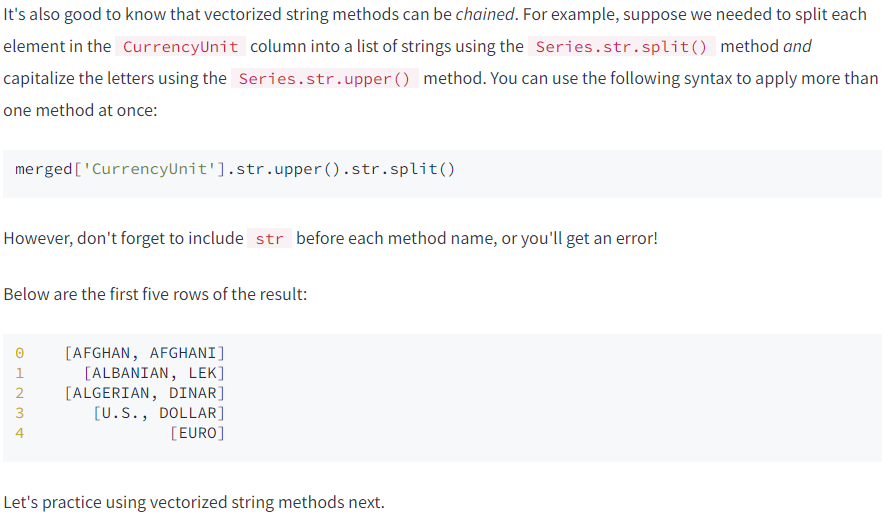 It's also good to know that vectorized string methods can be chained. For example, suppose we needed to split each
element in the CurrencyUnit column into a list of strings using the Series.str.split() method and
capitalize the letters using the Series.str.upper() method. You can use the following syntax to apply more than
one method at once:
merged['CurrencyUnit'].str.upper().str.split()
However, don't forget to include str before each method name, or you'll get an error!
Below are the first five rows of the result:
0    [AFGHAN, AFGHANI]
1      [ALBANIAN, LEK]
2    [ALGERIAN, DINAR]
3       [U.S., DOLLAR]
4               [EURO]
Let's practice using vectorized string methods next.